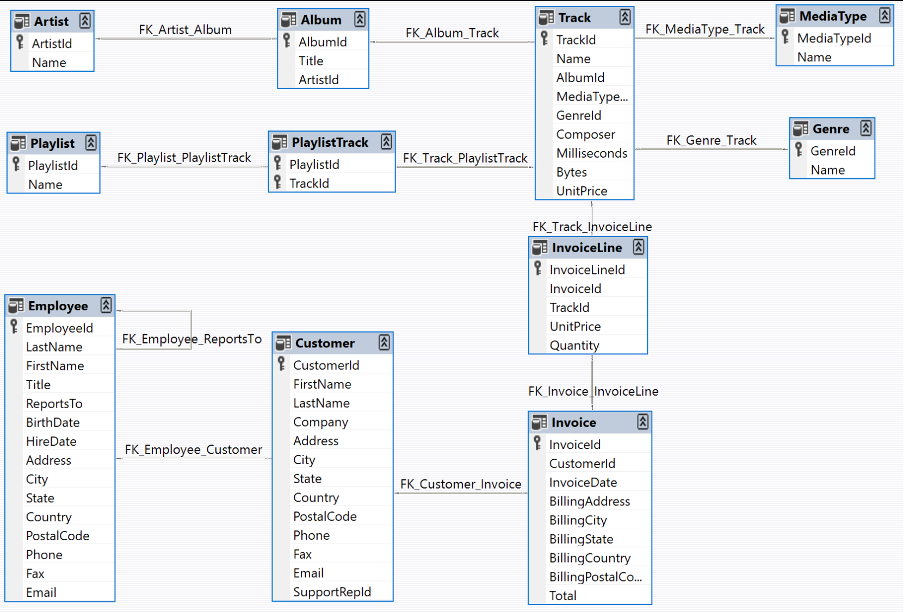 Artist
ArtistId
Name
FK_Artist_Album
Album
AlbumId
Title
ArtistId
FK_Album_Track
Track
TrackId
Name
AlbumId
MediaType...
GenreId
Composer
Milliseconds
Bytes
UnitPrice
FK_MediaType_Track
MediaType
MediaTypeId
Name
FK_Genre_Track
Genre
GenreId
Name
Playlist
PlaylistId
Name
FK_Playlist_PlaylistTrack
PlaylistTrack
PlaylistId
TrackId
FK_Track_PlaylistTrack
FK_Track_InvoiceLine
InvoiceLine
InvoiceLineId
InvoiceId
TrackId
UnitPrice
Quantity
FK_Invoice_InvoiceLine
Employee
EmployeeId
LastName
FirstName
Title
ReportsTo
BirthDate
HireDate
Address
City
State
Country
PostalCode
Phone
Fax
Email
FK_Employee_ReportsTo
FK_Employee_Customer
Customer
CustomerId
FirstName
LastName
Company
Address
City
State
Country
PostalCode
Phone
Fax
Email
SupportRepId
FK_Customer_Invoice
Invoice
InvoiceId
CustomerId
InvoiceDate
BillingAddress
BillingCity
BillingState
BillingCountry
BillingPostalCo...
Total